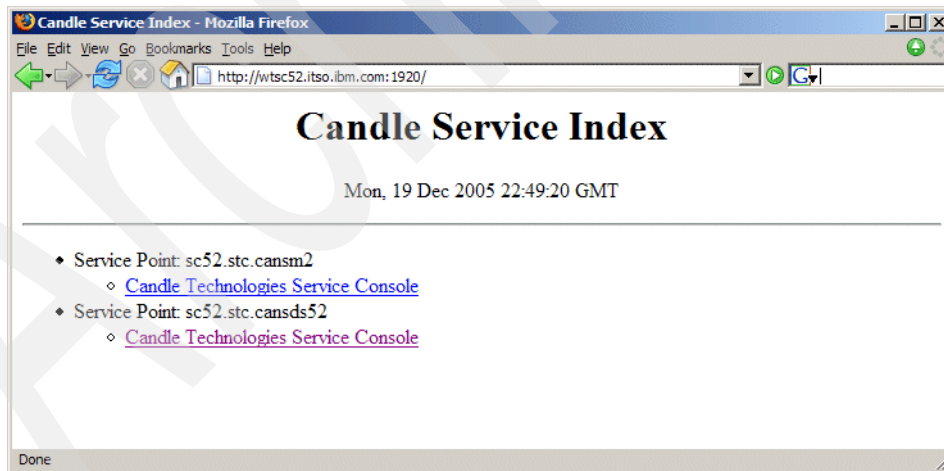 Candle Service Index - Mozilla Firefox
File Edit View Go Bookmarks Tools Help
http://wtsc52.itso.ibm.com:1920/
G
Candle Service Index
Mon, 19 Dec 2005 22:49:20 GMT
Service Point: sc52.stc.cansm2
Candle Technologies Service Console
Service Point: sc52.stc.cansds52
Candle Technologies Service Console
Done